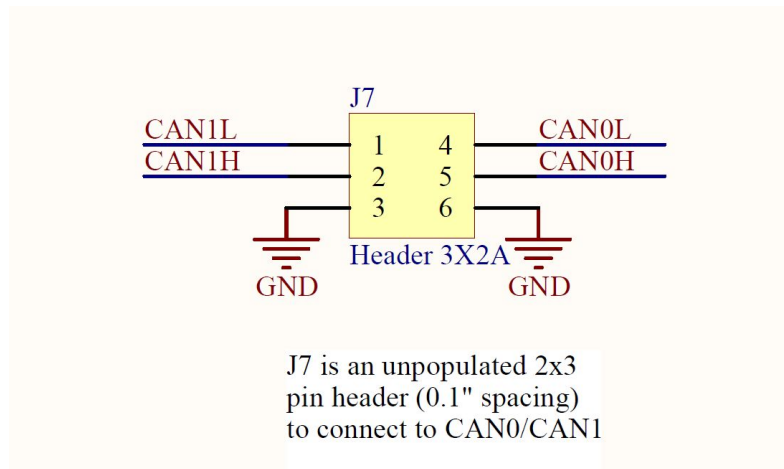 J7
CAN1L 1 4 CAN0L
CAN1H 2 5 CAN0H
3 6
Header 3X2A
GND GND
J7 is an unpopulated 2x3
pin header (0.1" spacing)
to connect to CAN0/CAN1